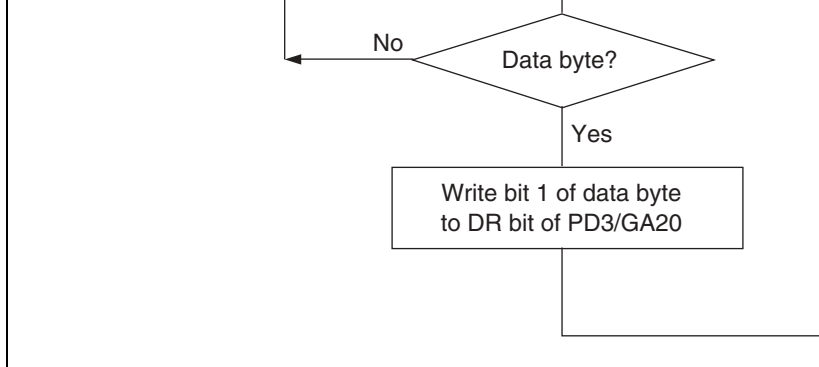 No
Data byte?
Yes
Write bit 1 of data byte
to DR bit of PD3/GA20